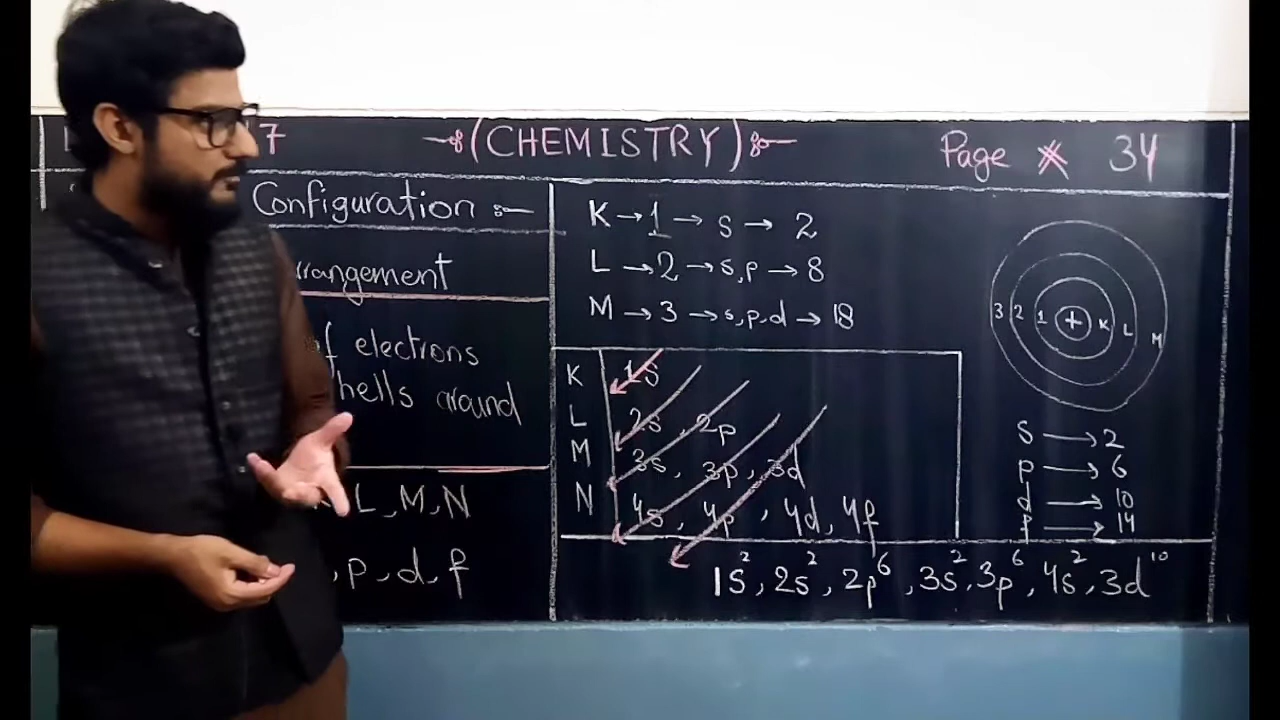 7 (CHEMISTRY) Page * 34
Configuration :-
rrangement
of electrons
hells around
L, M, N
, p, d, f
K → 1 → s → 2
L → 2 → s,p → 8
M → 3 → s,p,d → 18
K 1s
L 2s, 2p
M 3s, 3p, 3d
N 4s, 4p, 4d, 4f
1s², 2s², 2p⁶, 3s², 3p⁶, 4s², 3d¹⁰
3 2 1 + K L M
s → 2
p → 6
d → 10
f → 14